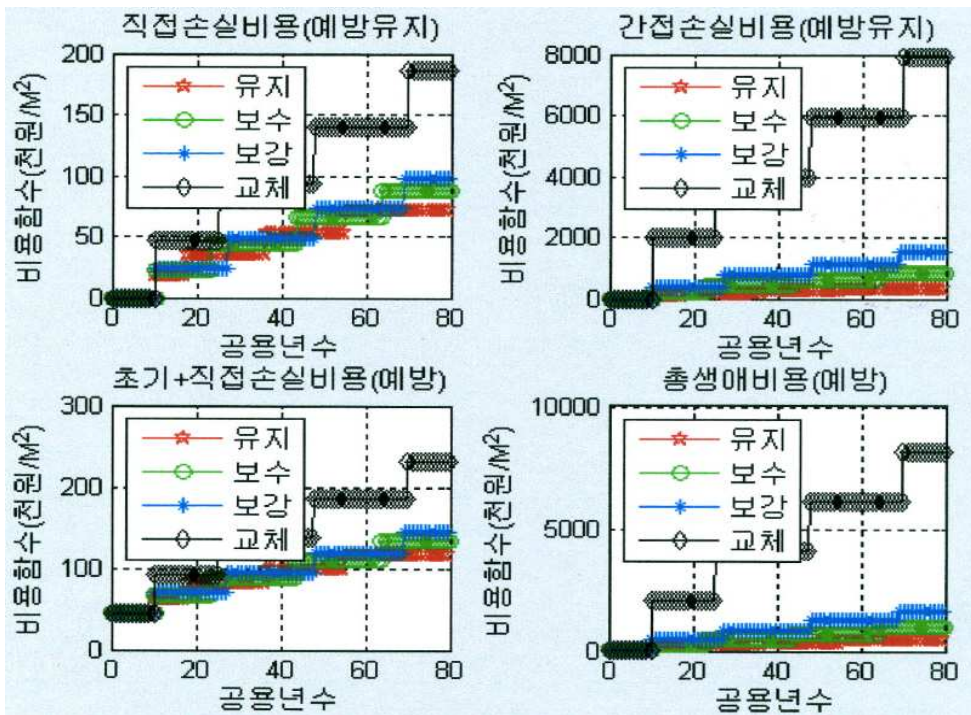 직접손실비용(예방유지)
비용함수(천원/M²)
200
150
100
50
0
유지
보수
보강
교체
0 20 40 60 80
공용년수
간접손실비용(예방유지)
비용함수(천원/M²)
8000
6000
4000
2000
0
유지
보수
보강
교체
0 20 40 60 80
공용년수
초기+직접손실비용(예방)
비용함수(천원/M²)
300
200
100
0
유지
보수
보강
교체
0 20 40 60 80
공용년수
총생애비용(예방)
비용함수(천원/M²)
10000
5000
0
유지
보수
보강
교체
0 20 40 60 80
공용년수